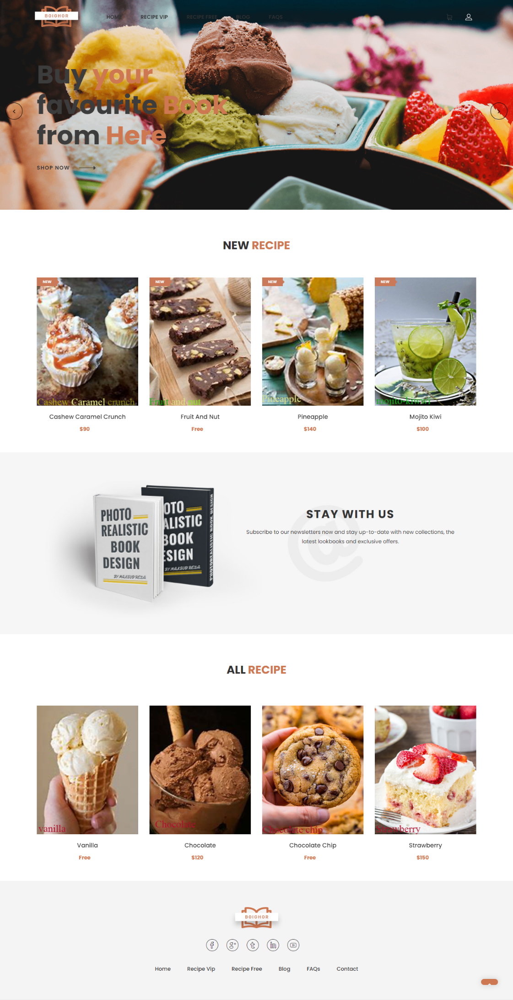 BOIGHOR
HOME RECIPE VIP RECIPE FREE BLOG FAQS
Buy your
favourite Book
from Here
SHOP NOW
NEW RECIPE
NEW NEW NEW NEW
Cashew Caramel crunch Fruit and nut Pineapple mojito-kiwwi
Cashew Caramel Crunch Fruit And Nut Pineapple Mojito Kiwi
$90 Free $140 $100
PHOTO
REALISTIC
BOOK
DESIGN
BY MAKSUD REZA
OTO
ALISTIC
BOOK
ESIGN
BY MAKSUD REZA
PHOTOREALISTIC BOOK DESIGN
@
STAY WITH US
Subscribe to our newsletters now and stay up-to-date with new collections, the
latest lookbooks and exclusive offers.
ALL RECIPE
vanilla Chocolate Chocolate chip Strawberry
Vanilla Chocolate Chocolate Chip Strawberry
Free $120 Free $150
BOIGHOR
Home Recipe Vip Recipe Free Blog FAQs Contact